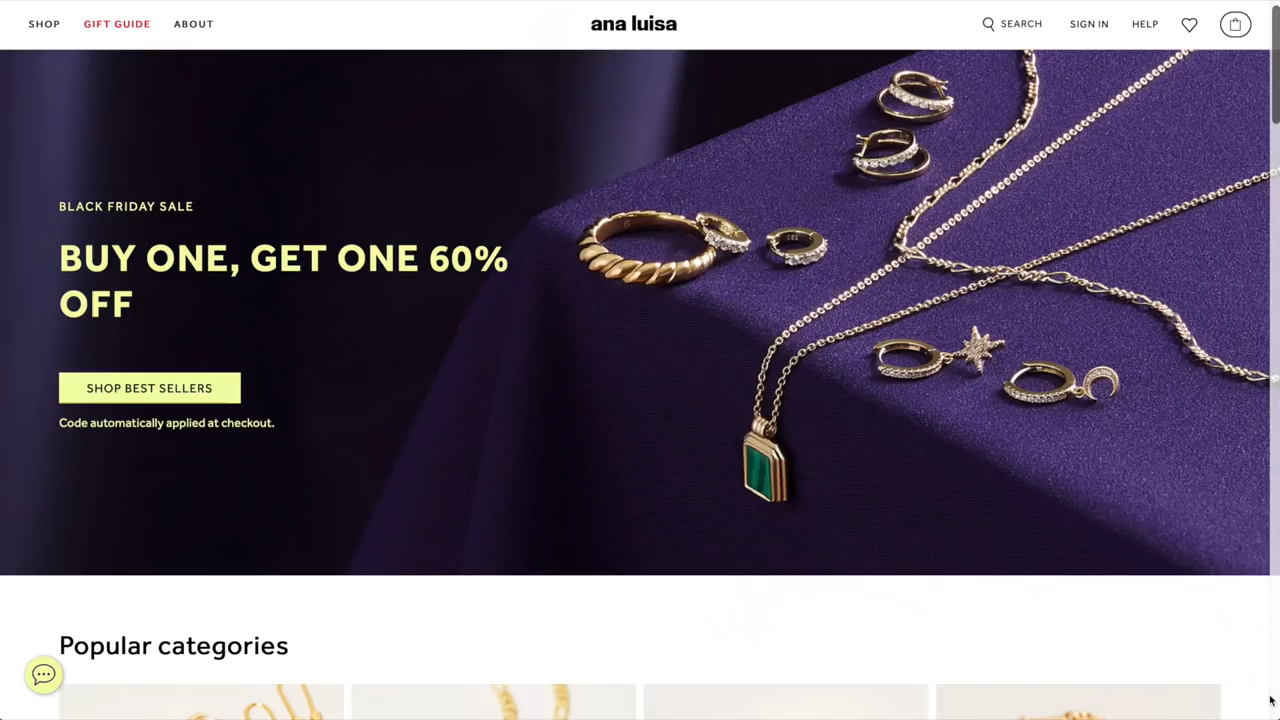 SHOP GIFT GUIDE ABOUT ana luisa SEARCH SIGN IN HELP
BLACK FRIDAY SALE
BUY ONE, GET ONE 60%
OFF
SHOP BEST SELLERS
Code automatically applied at checkout.
Popular categories